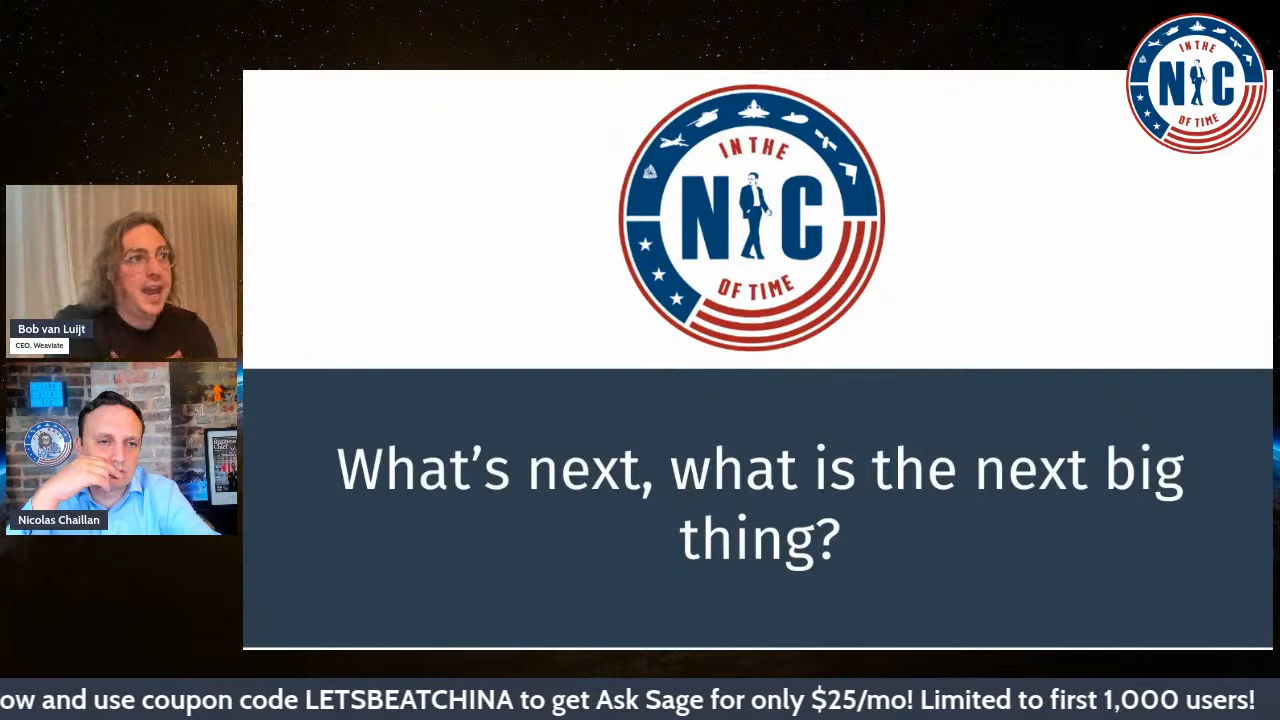 IN THE
NIC
OF TIME
IN THE
NIC
OF TIME
Bob van Luijt
CEO, Weaviate
Nicolas Chaillan
What's next, what is the next big
thing?
ow and use coupon code LETSBEATCHINA to get Ask Sage for only $25/mo! Limited to first 1,000 users!